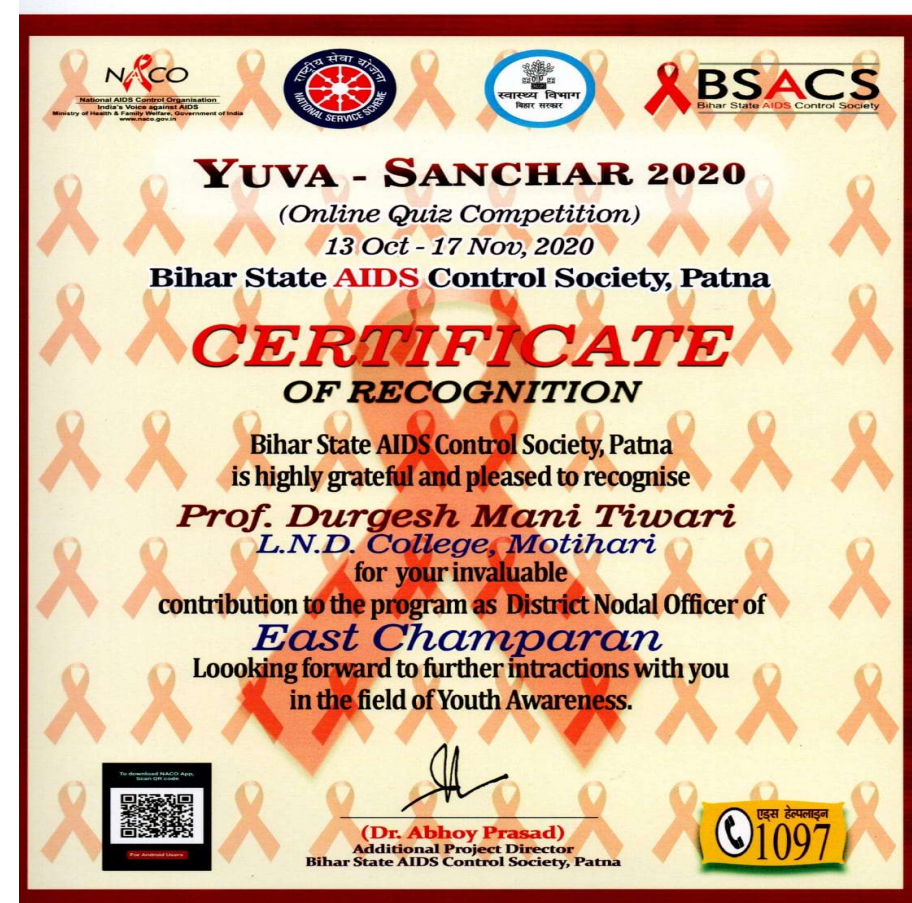 NACO
National AIDS Control Organisation
India's Voice against AIDS
Ministry of Health & Family Welfare, Government of India
www.naco.gov.in
राष्ट्रीय सेवा योजना
NATIONAL SERVICE SCHEME
स्वास्थ्य विभाग
बिहार सरकार
BSACS
Bihar State AIDS Control Society
YUVA - SANCHAR 2020
(Online Quiz Competition)
13 Oct - 17 Nov, 2020
Bihar State AIDS Control Society, Patna
CERTIFICATE
OF RECOGNITION
Bihar State AIDS Control Society, Patna
is highly grateful and pleased to recognise
Prof. Durgesh Mani Tiwari
L.N.D. College, Motihari
for your invaluable
contribution to the program as District Nodal Officer of
East Champaran
Loooking forward to further intractions with you
in the field of Youth Awareness.
To download NACO App,
Scan QR code
For Android Users
(Dr. Abhoy Prasad)
Additional Project Director
Bihar State AIDS Control Society, Patna
एड्स हेल्पलाइन
1097